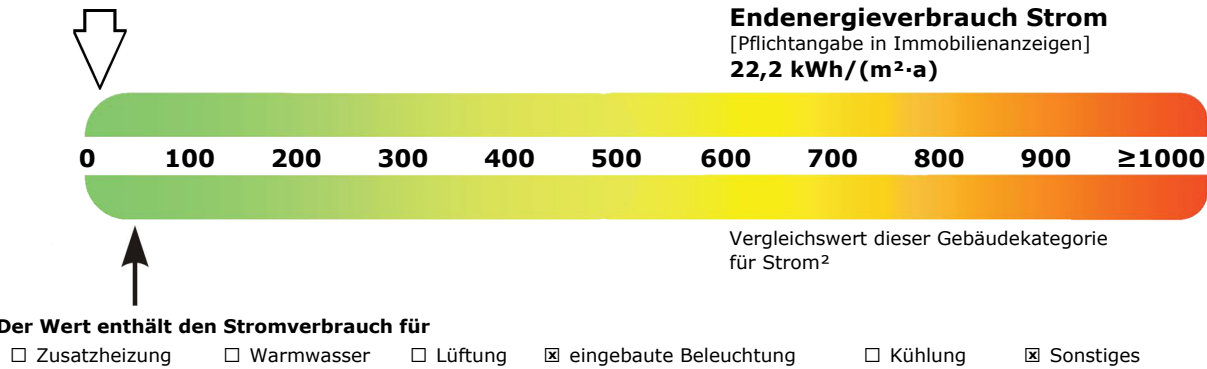 Endenergieverbrauch Strom
[Pflichtangabe in Immobilienanzeigen]
22,2 kWh/(m²·a)
0 100 200 300 400 500 600 700 800 900 ≥1000
Vergleichswert dieser Gebäudekategorie
für Strom²
Der Wert enthält den Stromverbrauch für
☐ Zusatzheizung ☐ Warmwasser ☐ Lüftung ☒ eingebaute Beleuchtung ☐ Kühlung ☒ Sonstiges